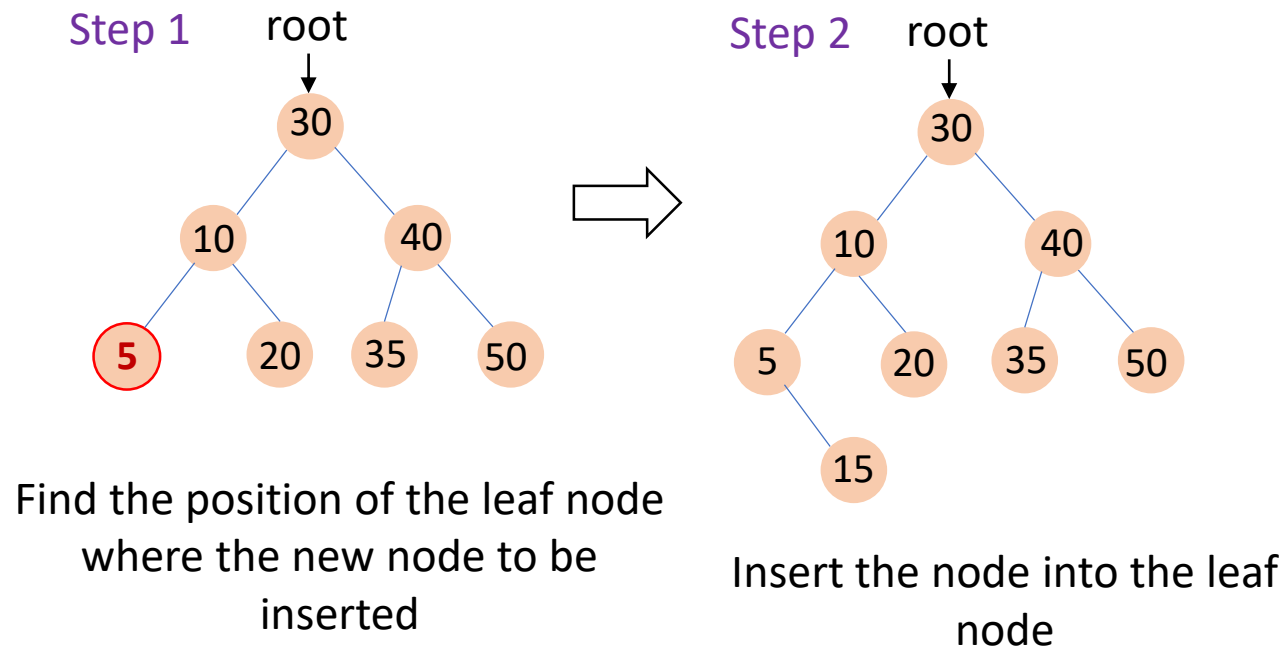 Step 1
root
30
10
40
5
20
35
50
Find the position of the leaf node
where the new node to be
inserted
Step 2
root
30
10
40
5
20
35
50
15
Insert the node into the leaf
node